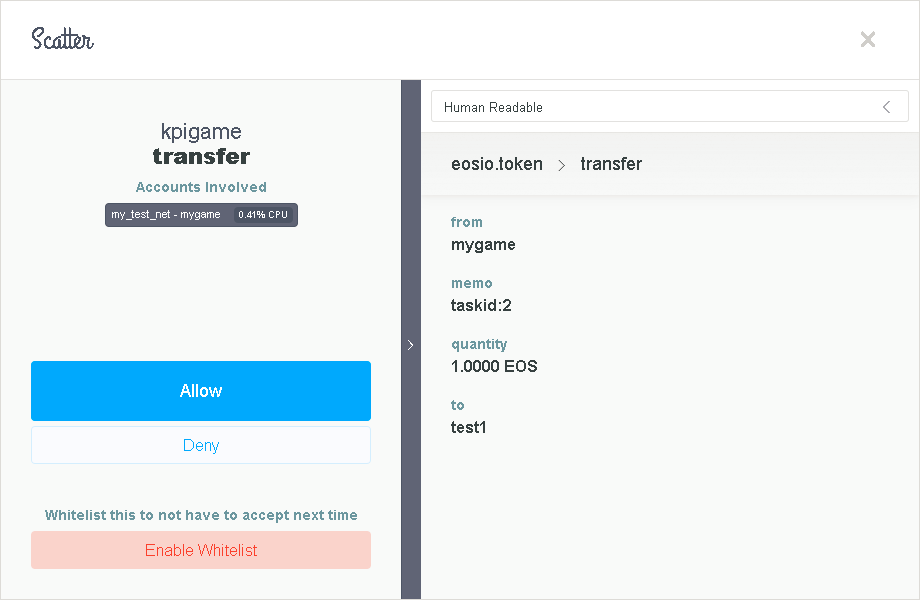 Scatter
kpigame
transfer
Accounts Involved
my_test_net - mygame 0.41% CPU
Allow
Deny
Whitelist this to not have to accept next time
Enable Whitelist
Human Readable
eosio.token > transfer
from
mygame
memo
taskid:2
quantity
1.0000 EOS
to
test1